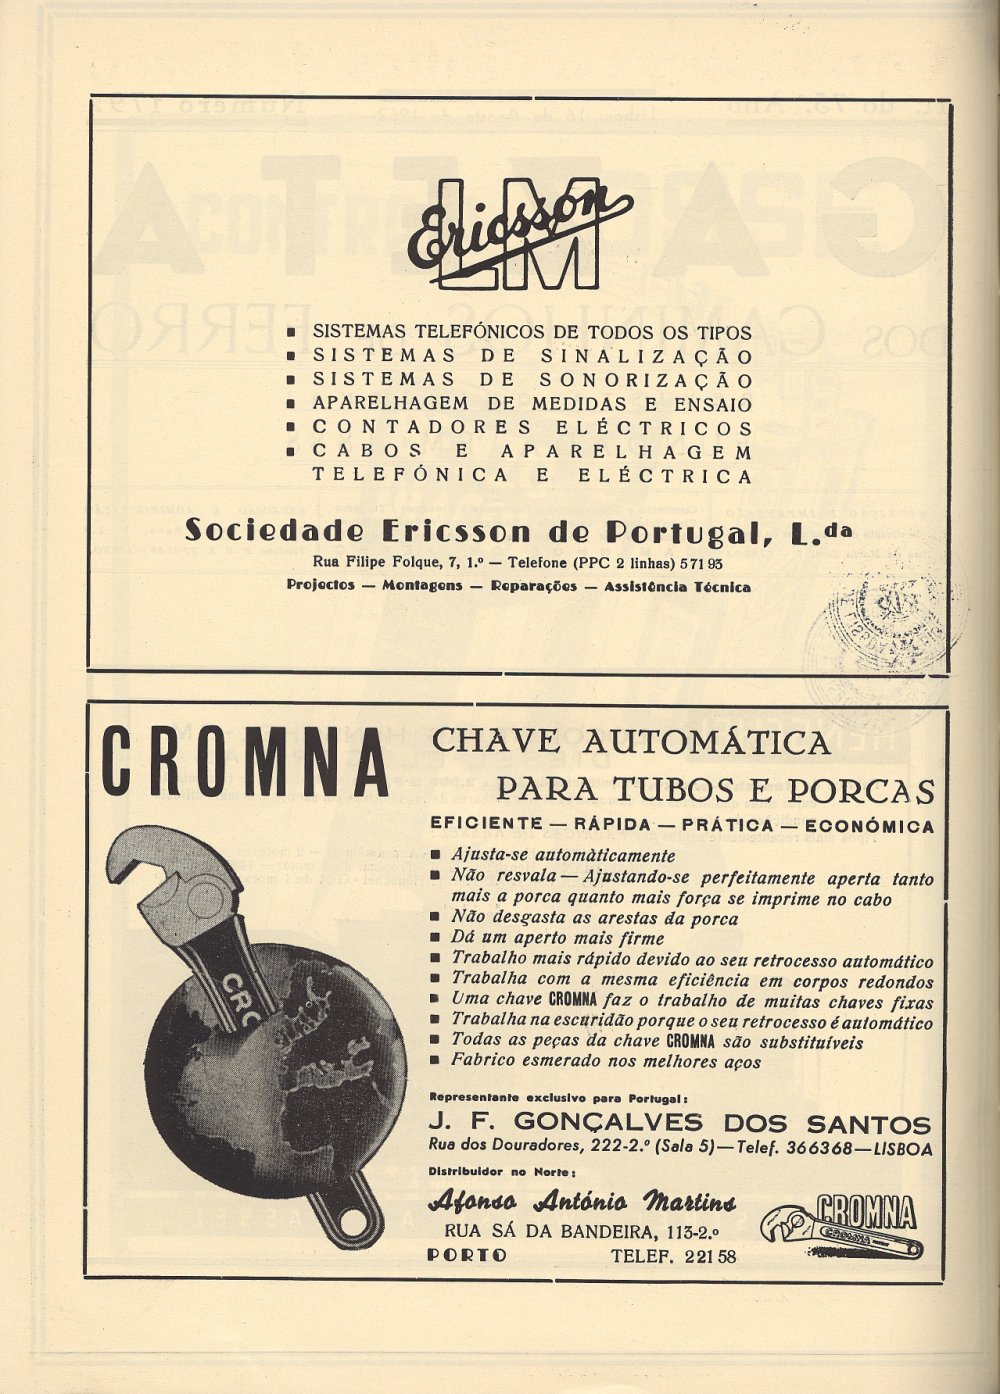 LM
Ericsson
SISTEMAS TELEFÓNICOS DE TODOS OS TIPOS
SISTEMAS DE SINALIZAÇÃO
SISTEMAS DE SONORIZAÇÃO
APARELHAGEM DE MEDIDAS E ENSAIO
CONTADORES ELÉCTRICOS
CABOS E APARELHAGEM
TELEFÓNICA E ELÉCTRICA
Sociedade Ericsson de Portugal, L.da
Rua Filipe Folque, 7, 1.º — Telefone (PPC 2 linhas) 57193
Projectos — Montagens — Reparações — Assistência Técnica
CROMNA
CHAVE AUTOMÁTICA
PARA TUBOS E PORCAS
EFICIENTE — RÁPIDA — PRÁTICA — ECONÓMICA
Ajusta-se automàticamente
Não resvala — Ajustando-se perfeitamente aperta tanto
mais a porca quanto mais força se imprime no cabo
Não desgasta as arestas da porca
Dá um aperto mais firme
Trabalho mais rápido devido ao seu retrocesso automático
Trabalha com a mesma eficiência em corpos redondos
Uma chave CROMNA faz o trabalho de muitas chaves fixas
Trabalha na escuridão porque o seu retrocesso é automático
Todas as peças da chave CROMNA são substituíveis
Fabrico esmerado nos melhores aços
CRO
Representante exclusivo para Portugal:
J. F. GONÇALVES DOS SANTOS
Rua dos Douradores, 222-2.º (Sala 5) — Telef. 366368 — LISBOA
Distribuidor no Norte:
Afonso António Martins
RUA SÁ DA BANDEIRA, 113-2.º
PORTO TELEF. 22158
CROMNA
CROMNA